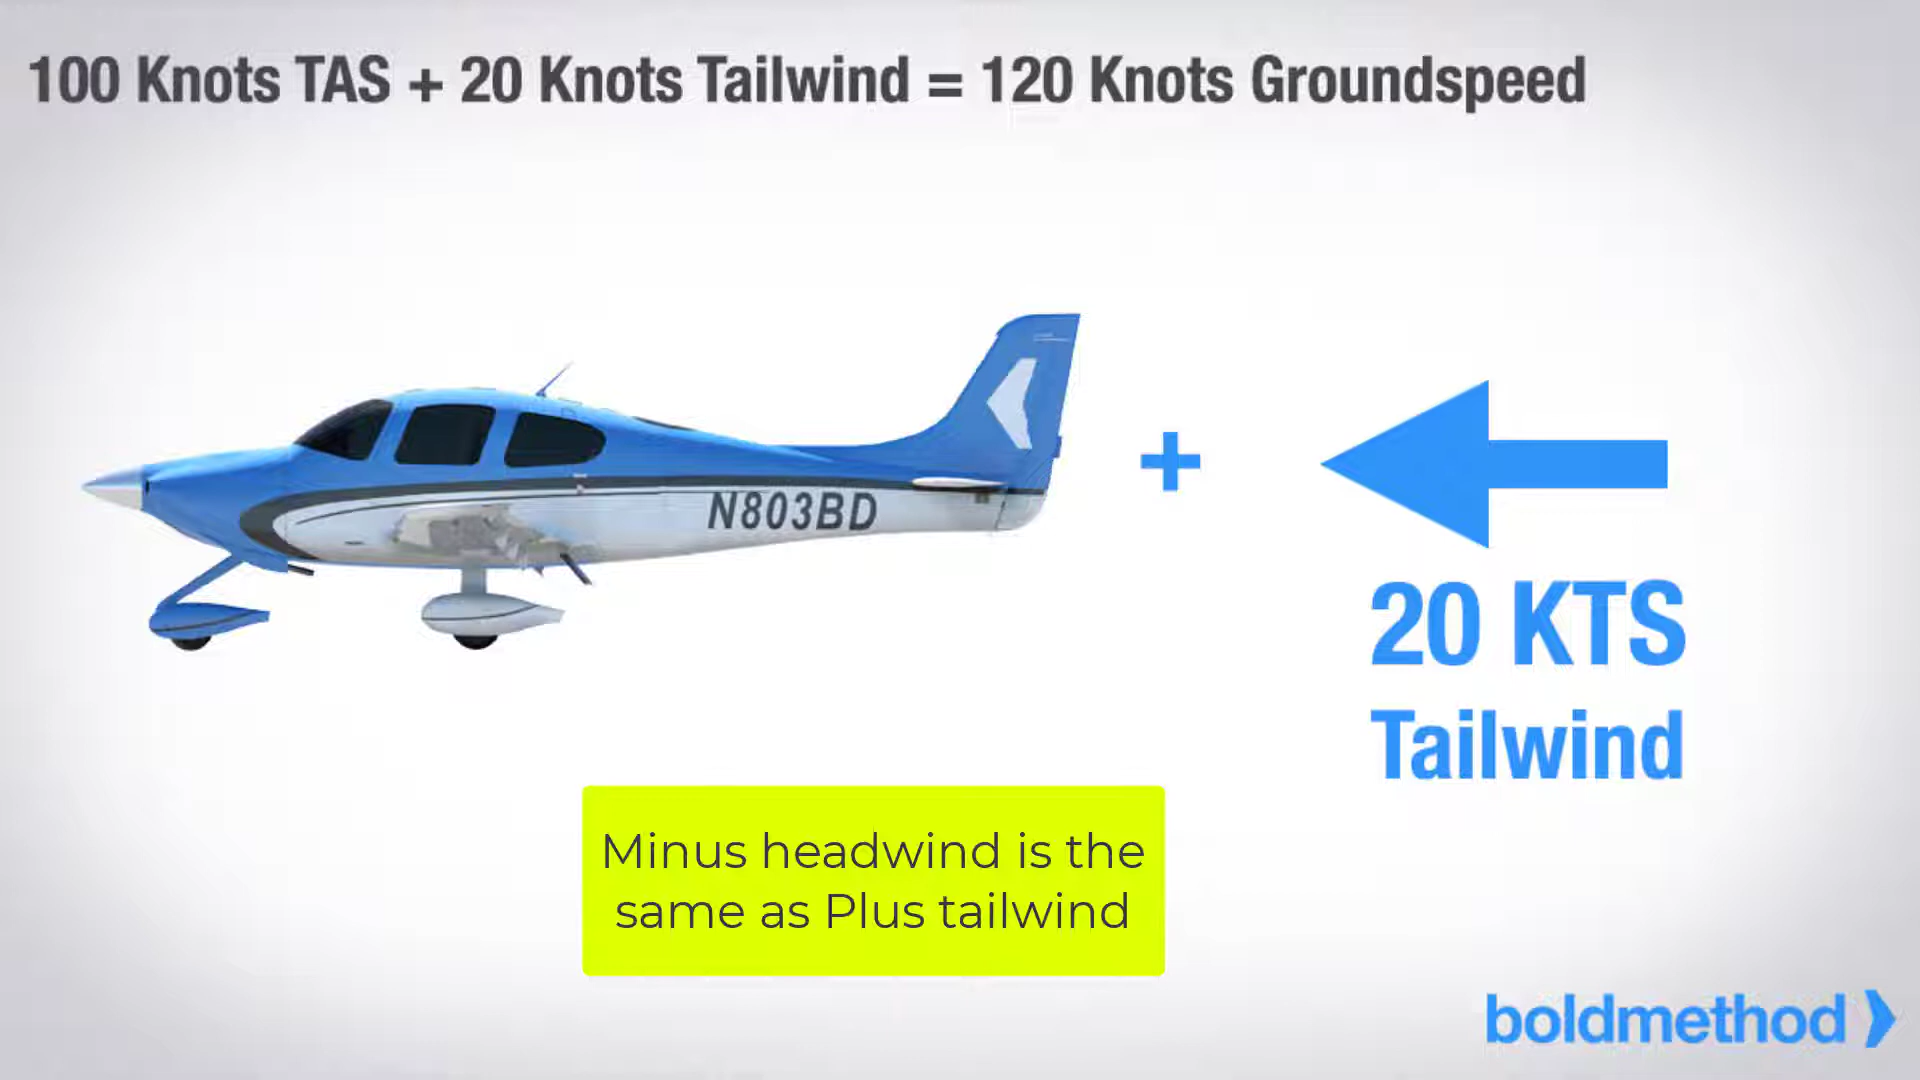 100 Knots TAS + 20 Knots Tailwind = 120 Knots Groundspeed
+
N803BD
20 KTS
Tailwind
Minus headwind is the
same as Plus tailwind
boldmethod